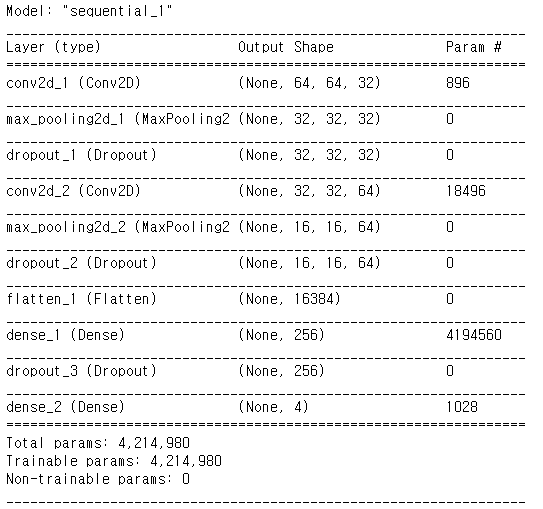 Model: "sequential_1"
_________________________________________________________________
Layer (type)                 Output Shape              Param #
=================================================================
conv2d_1 (Conv2D)            (None, 64, 64, 32)        896
_________________________________________________________________
max_pooling2d_1 (MaxPooling2 (None, 32, 32, 32)        0
_________________________________________________________________
dropout_1 (Dropout)          (None, 32, 32, 32)        0
_________________________________________________________________
conv2d_2 (Conv2D)            (None, 32, 32, 64)        18496
_________________________________________________________________
max_pooling2d_2 (MaxPooling2 (None, 16, 16, 64)        0
_________________________________________________________________
dropout_2 (Dropout)          (None, 16, 16, 64)        0
_________________________________________________________________
flatten_1 (Flatten)          (None, 16384)             0
_________________________________________________________________
dense_1 (Dense)              (None, 256)               4194560
_________________________________________________________________
dropout_3 (Dropout)          (None, 256)               0
_________________________________________________________________
dense_2 (Dense)              (None, 4)                 1028
=================================================================
Total params: 4,214,980
Trainable params: 4,214,980
Non-trainable params: 0
_________________________________________________________________